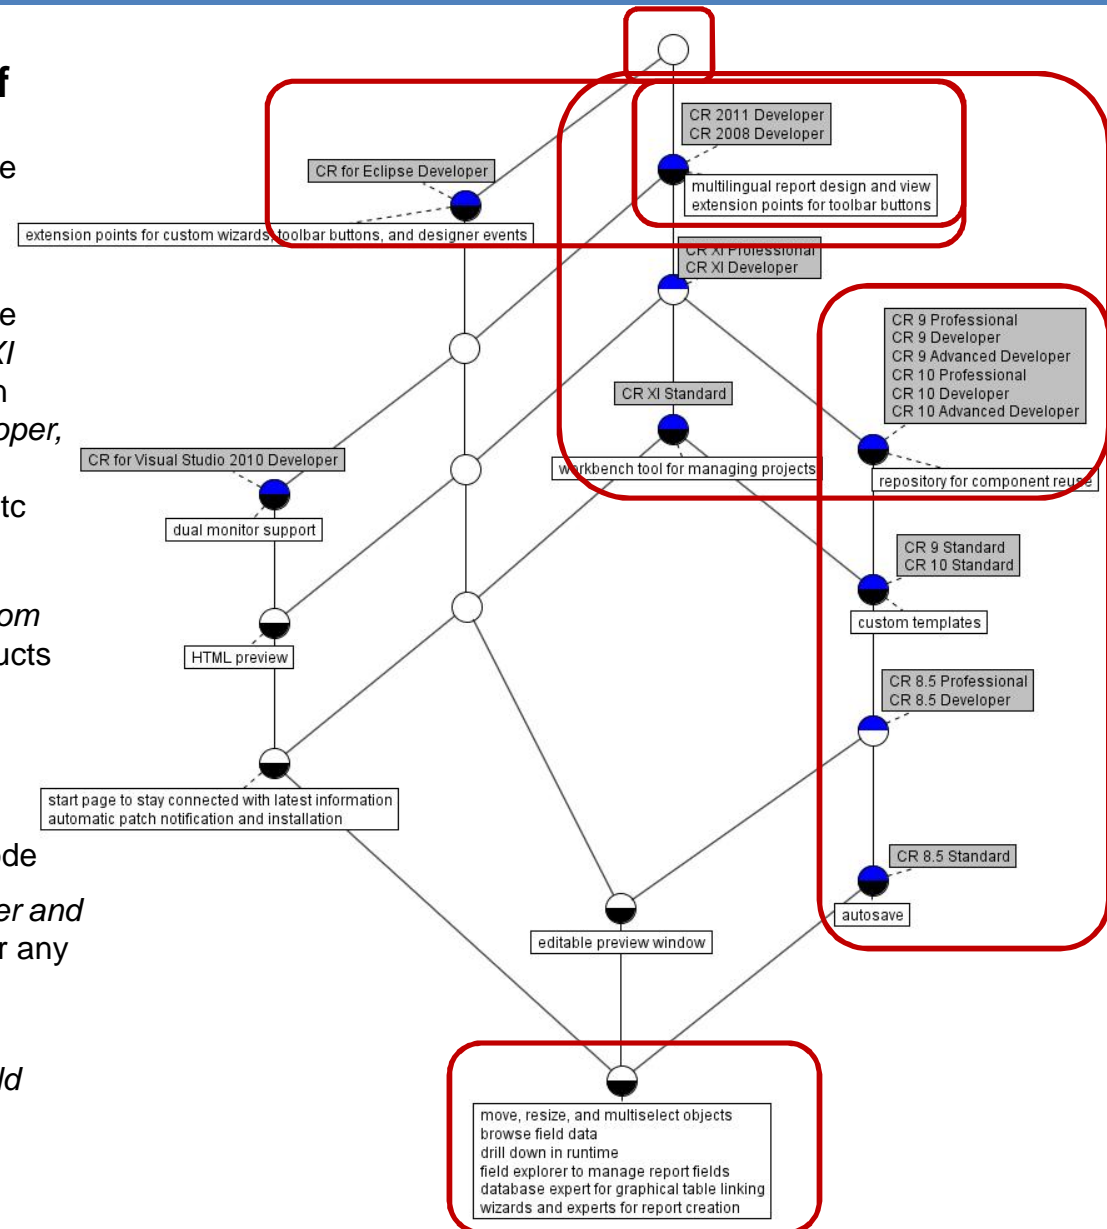 f
e
e
XI
n
oper,
tc
om
ucts
ode
er and
r any
ld
CR 2011 Developer
CR 2008 Developer
multilingual report design and view
extension points for toolbar buttons
CR for Eclipse Developer
extension points for custom wizards, toolbar buttons, and designer events
CR XI Professional
CR XI Developer
CR 9 Professional
CR 9 Developer
CR 9 Advanced Developer
CR 10 Professional
CR 10 Developer
CR 10 Advanced Developer
repository for component reuse
CR XI Standard
workbench tool for managing projects
CR for Visual Studio 2010 Developer
dual monitor support
CR 9 Standard
CR 10 Standard
custom templates
HTML preview
CR 8.5 Professional
CR 8.5 Developer
start page to stay connected with latest information
automatic patch notification and installation
CR 8.5 Standard
autosave
editable preview window
move, resize, and multiselect objects
browse field data
drill down in runtime
field explorer to manage report fields
database expert for graphical table linking
wizards and experts for report creation